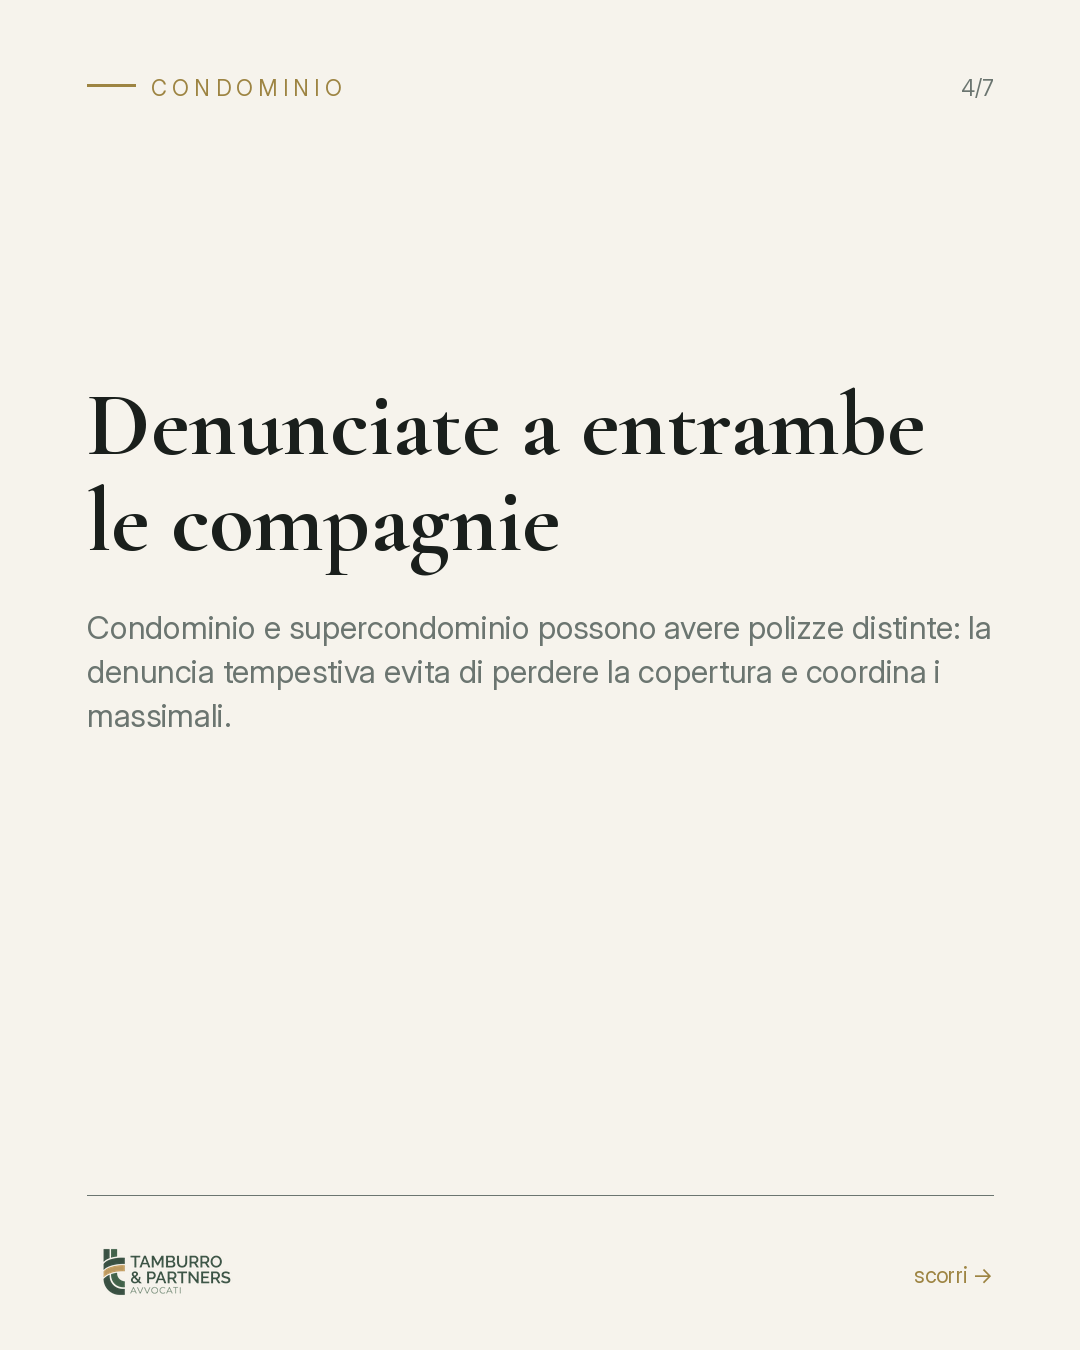 CONDOMINIO
4/7
Denunciate a entrambe
le compagnie
Condominio e supercondominio possono avere polizze distinte: la
denuncia tempestiva evita di perdere la copertura e coordina i
massimali.
TAMBURRO
& PARTNERS
AVVOCATI
scorri →